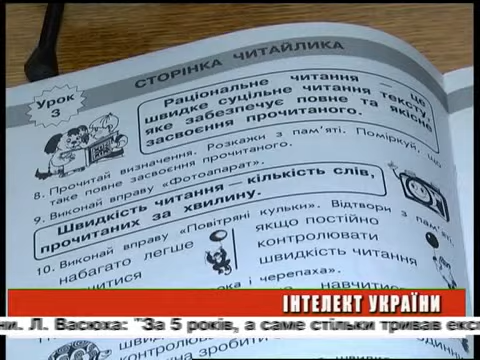 СТОРІНКА ЧИТАЙЛИКА
Урок
3
Раціональне читання — це
швидке суцільне читання тексту,
яке забезпечує повне та якісне
засвоєння прочитаного.
8. Прочитай визначення. Розкажи з пам'яті. Поміркуй, що
таке повне засвоєння прочитаного.
9. Виконай вправу «Фотоапарат».
Швидкість читання — кількість слів,
прочитаних за хвилину.
10. Виконай вправу «Повітряні кульки». Відтвори з пам'яті.
набагато легше
якщо постійно
контролювати
швидкість читання
і черепаха».
навчитися
ІНТЕЛЕКТ УКРАЇНИ
Л. Васюха: "За 5 років, а саме стільки тривав